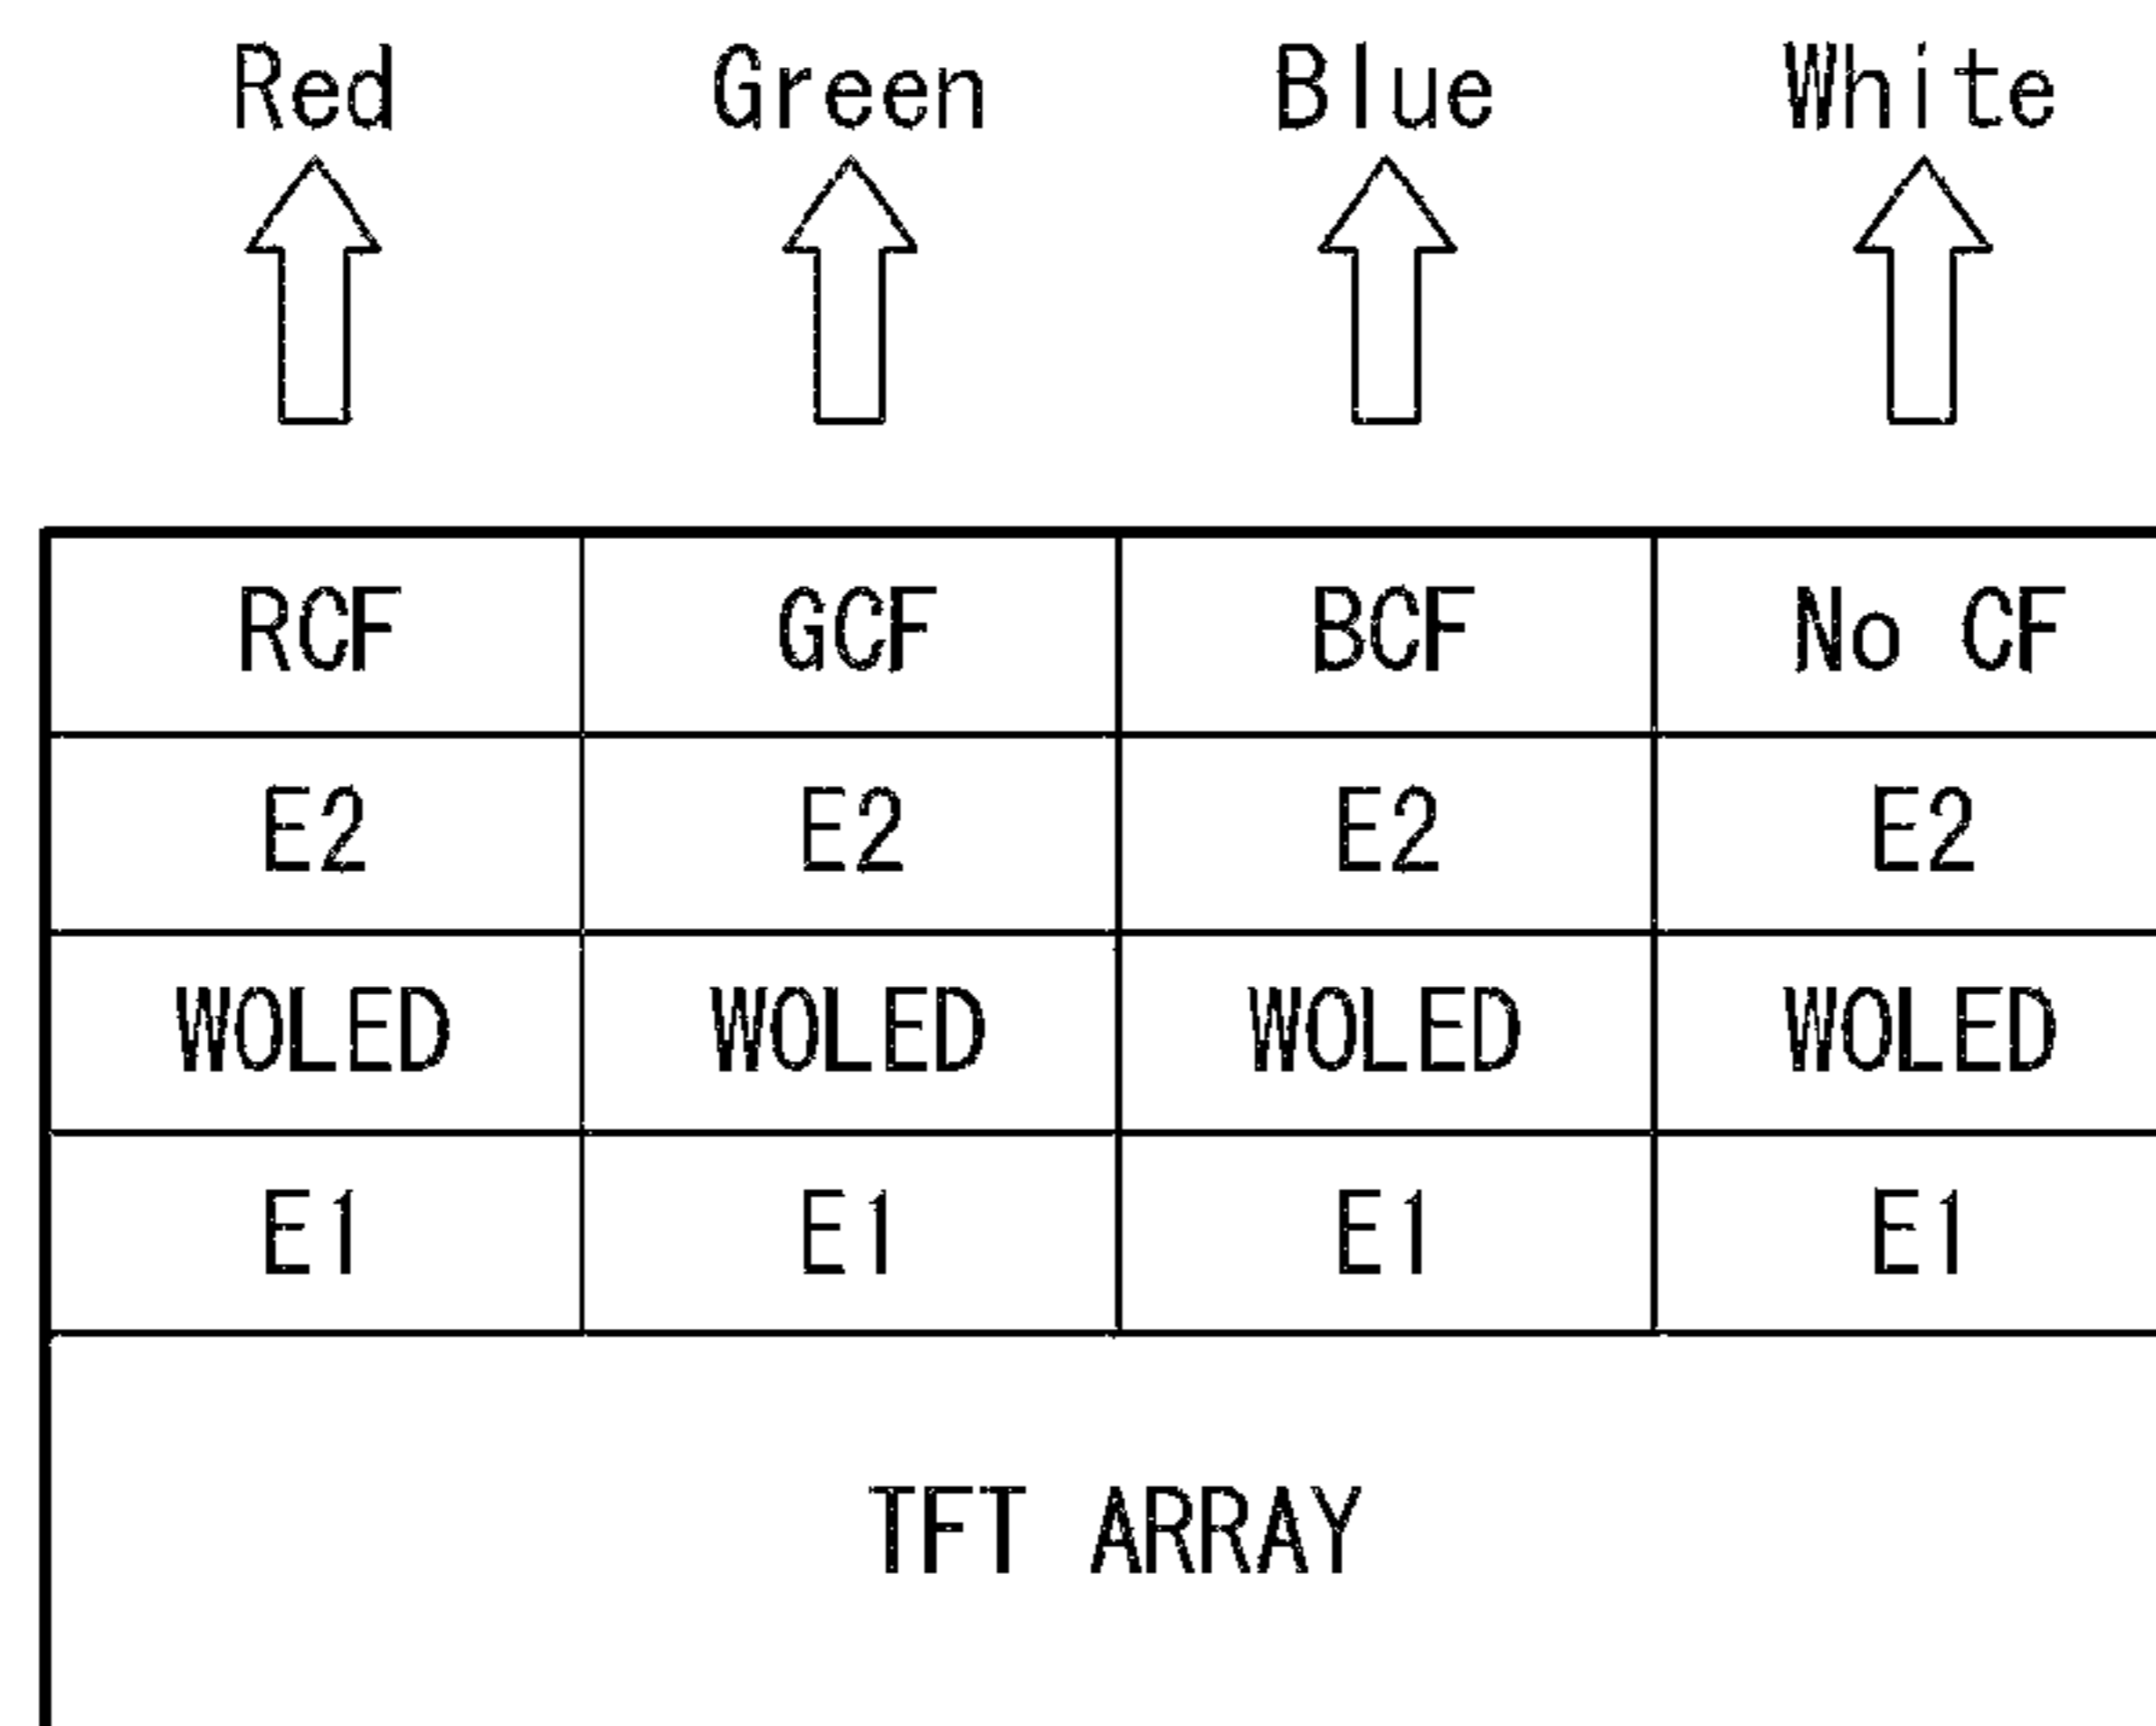 Red Green Blue White
RCF GCF BCF No CF
E2 E2 E2 E2
WOLED WOLED WOLED WOLED
E1 E1 E1 E1
TFT ARRAY